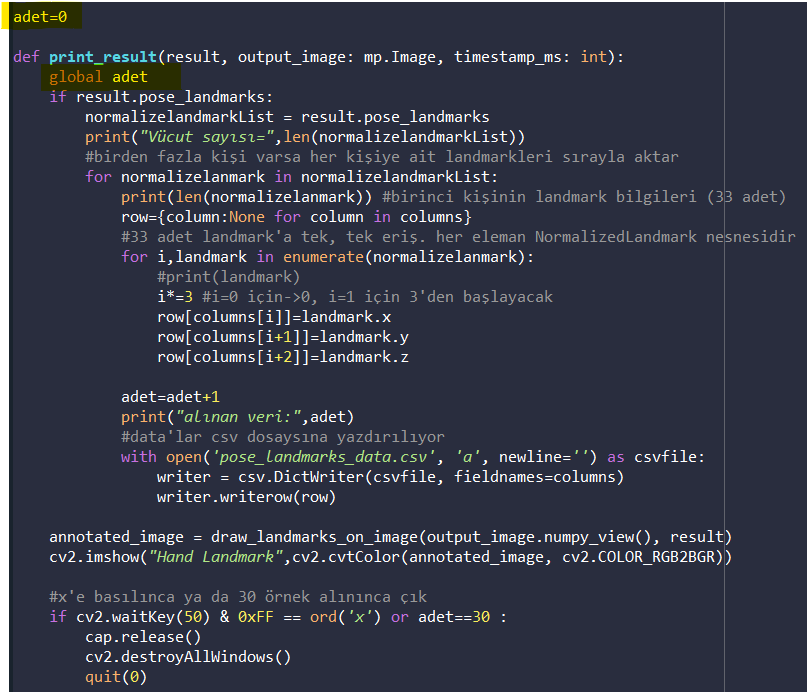 adet=0
def print_result(result, output_image: mp.Image, timestamp_ms: int):
    global adet
    if result.pose_landmarks:
        normalizelandmarkList = result.pose_landmarks
        print("Vücut sayısı=",len(normalizelandmarkList))
        #birden fazla kişi varsa her kişiye ait landmarkleri sırayla aktar
        for normalizelanmark in normalizelandmarkList:
            print(len(normalizelanmark)) #birinci kişinin landmark bilgileri (33 adet)
            row={column:None for column in columns}
            #33 adet landmark'a tek, tek eriş. her eleman NormalizedLandmark nesnesidir
            for i,landmark in enumerate(normalizelanmark):
                #print(landmark)
                i*=3 #i=0 için->0, i=1 için 3'den başlayacak
                row[columns[i]]=landmark.x
                row[columns[i+1]]=landmark.y
                row[columns[i+2]]=landmark.z
            adet=adet+1
            print("alınan veri:",adet)
            #data'lar csv dosaysına yazdırılıyor
            with open('pose_landmarks_data.csv', 'a', newline='') as csvfile:
                writer = csv.DictWriter(csvfile, fieldnames=columns)
                writer.writerow(row)
    annotated_image = draw_landmarks_on_image(output_image.numpy_view(), result)
    cv2.imshow("Hand Landmark",cv2.cvtColor(annotated_image, cv2.COLOR_RGB2BGR))
    #x'e basılınca ya da 30 örnek alınınca çık
    if cv2.waitKey(50) & 0xFF == ord('x') or adet==30 :
        cap.release()
        cv2.destroyAllWindows()
        quit(0)